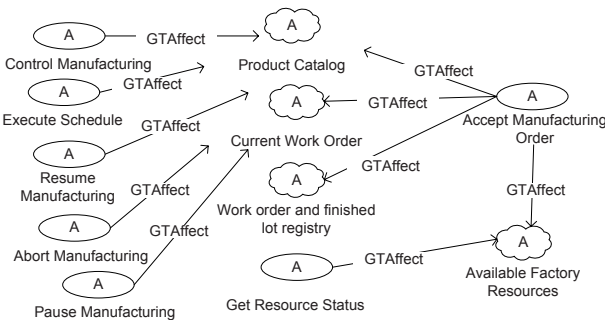 A
A
GTAffect
Control Manufacturing
Product Catalog
GTAffect
A
GTAffect
Execute Schedule
A
GTAffect
A
GTAffect
Accept Manufacturing
Order
A
Current Work Order
Resume
Manufacturing
GTAffect
A
GTAffect
GTAffect
A
Work order and finished
lot registry
Abort Manufacturing
GTAffect
A
GTAffect
A
A
Available Factory
Resources
Pause Manufacturing
Get Resource Status